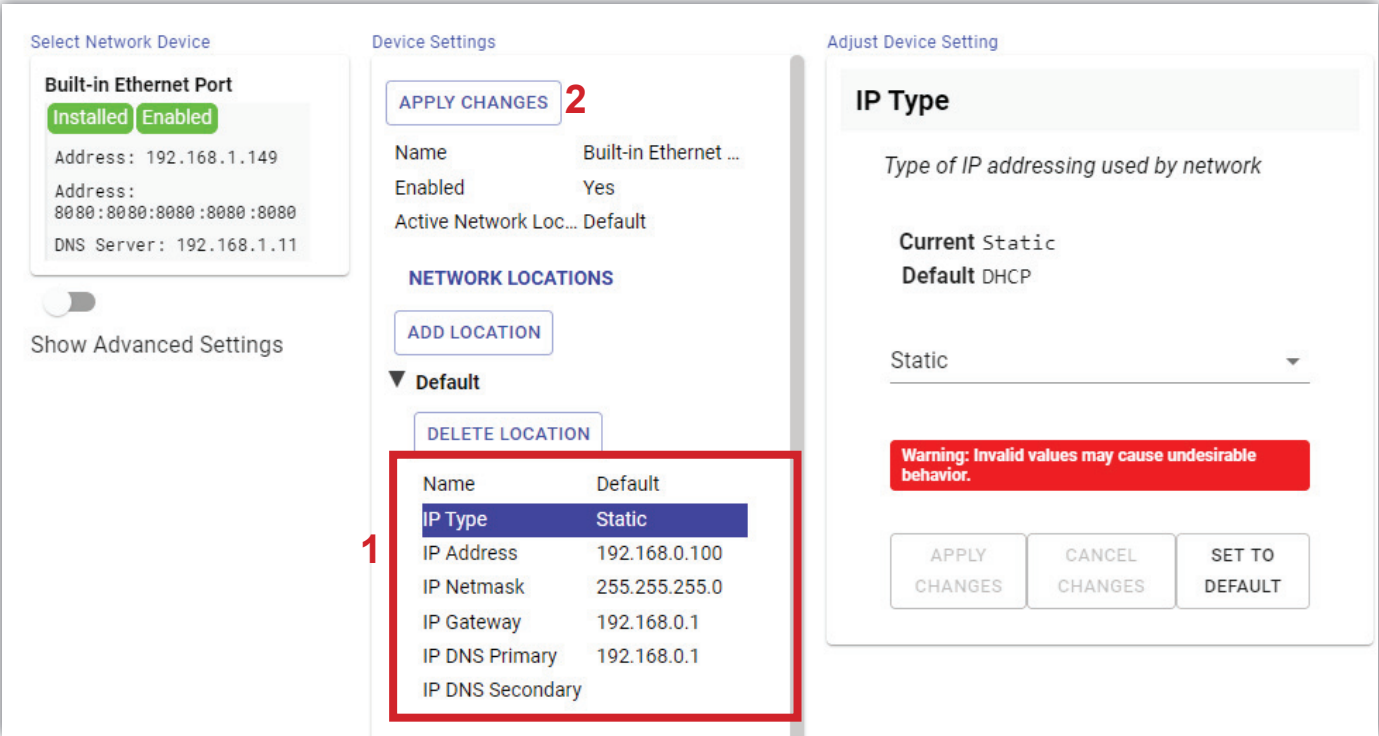 Select Network Device
Built-in Ethernet Port
Installed Enabled
Address: 192.168.1.149
Address:
8080:8080:8080:8080:8080
DNS Server: 192.168.1.11
Show Advanced Settings
Device Settings
APPLY CHANGES 2
Name Built-in Ethernet ...
Enabled Yes
Active Network Loc... Default
NETWORK LOCATIONS
ADD LOCATION
Default
DELETE LOCATION
1
Name Default
IP Type Static
IP Address 192.168.0.100
IP Netmask 255.255.255.0
IP Gateway 192.168.0.1
IP DNS Primary 192.168.0.1
IP DNS Secondary
Adjust Device Setting
IP Type
Type of IP addressing used by network
Current Static
Default DHCP
Static
Warning: Invalid values may cause undesirable
behavior.
APPLY
CHANGES
CANCEL
CHANGES
SET TO
DEFAULT